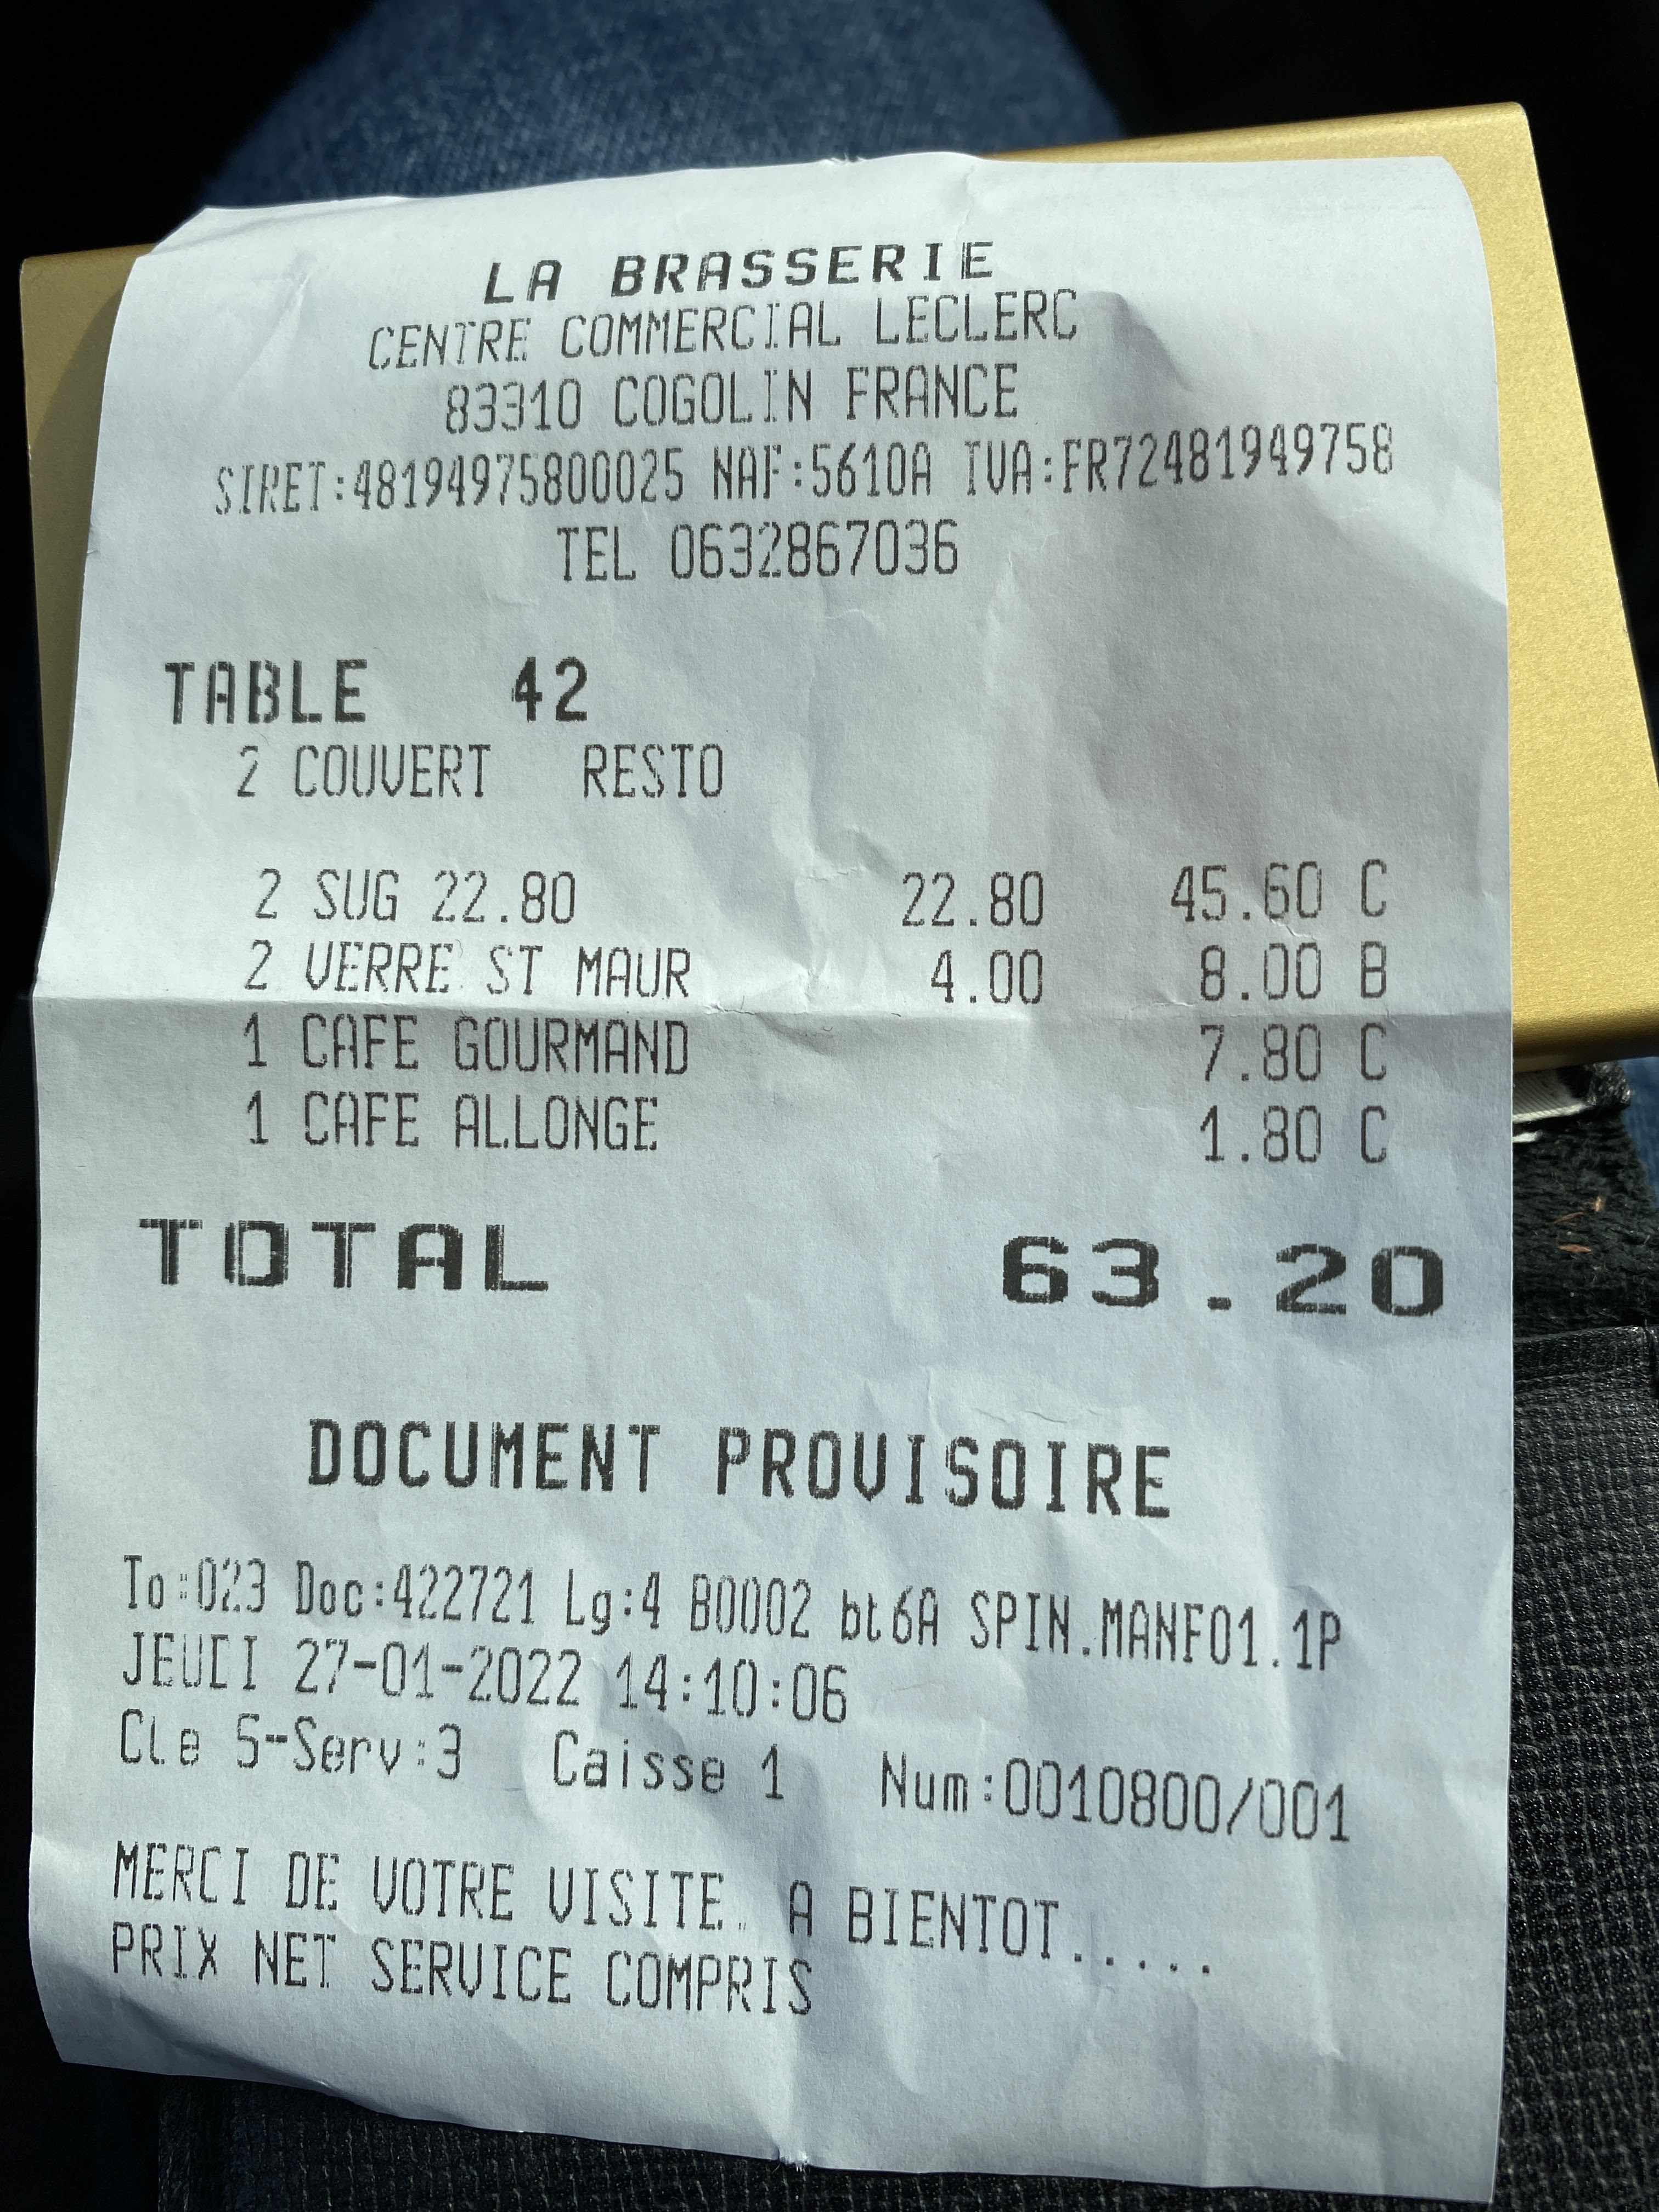 LA BRASSERIE
CENTRE COMMERCIAL LECLERC
83310 COGOLIN FRANCE
SIRET:48194975800025 NAF:5610A TVA:FR72481949758
TEL 0632867036
TABLE 42
2 COUVERT RESTO
2 SUG 22.80 22.80 45.60 C
2 VERRE ST MAUR 4.00 8.00 B
1 CAFE GOURMAND 7.80 C
1 CAFE ALLONGE 1.80 C
TOTAL 63.20
DOCUMENT PROVISOIRE
To:023 Doc:422721 Lg:4 B0002 bt6A SPIN.MANF01.1P
JEUDI 27-01-2022 14:10:06
Cle 5-Serv:3 Caisse 1 Num:0010800/001
MERCI DE VOTRE VISITE. A BIENTOT.....
PRIX NET SERVICE COMPRIS